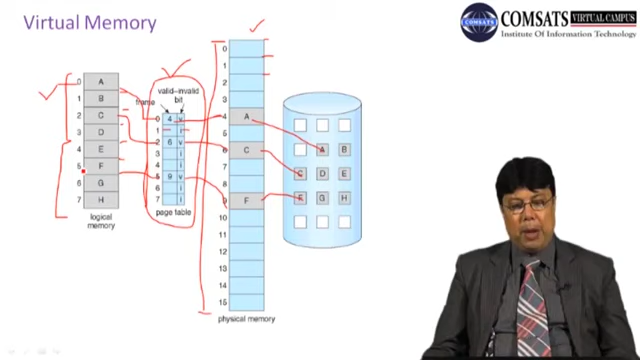 Virtual Memory
COMSATS
VIRTUAL CAMPUS
Institute Of Information Technology
COMSATS
valid–invalid
bit
frame
0 A
1 B
2 C
3 D
4 E
5 F
6 G
7 H
logical
memory
0 4 v
1 i
2 6 v
3 i
4 i
5 9 v
6 i
7 i
page table
0
1
2
3
4 A
5
6 C
7
8
9 F
10
11
12
13
14
15
physical memory
A B
C D E
F G H